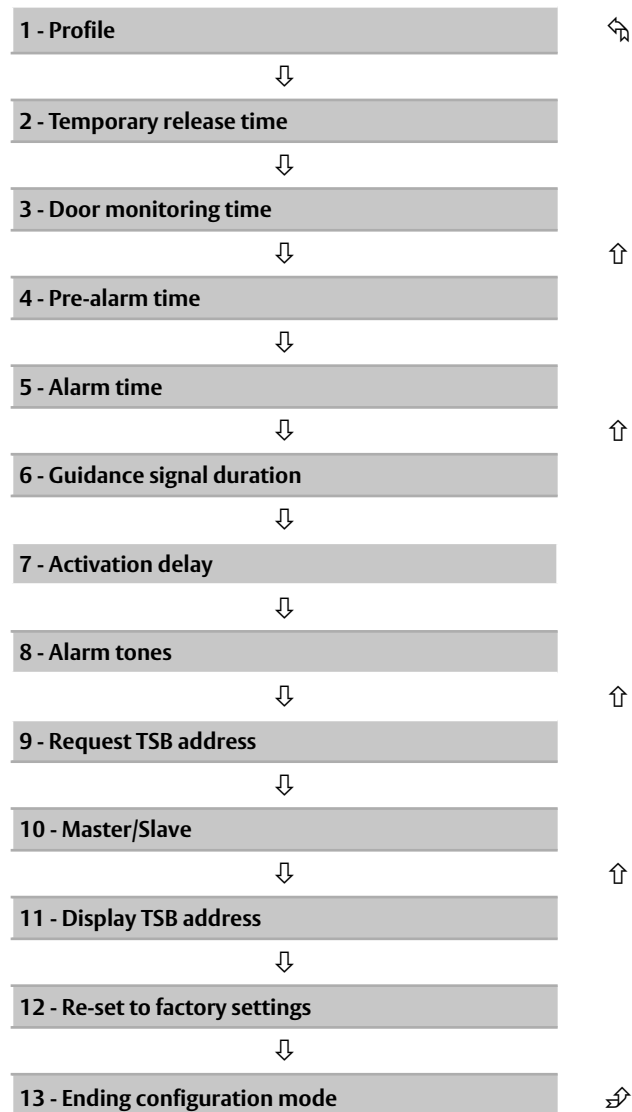 1 - Profile
2 - Temporary release time
3 - Door monitoring time
4 - Pre-alarm time
5 - Alarm time
6 - Guidance signal duration
7 - Activation delay
8 - Alarm tones
9 - Request TSB address
10 - Master/Slave
11 - Display TSB address
12 - Re-set to factory settings
13 - Ending configuration mode